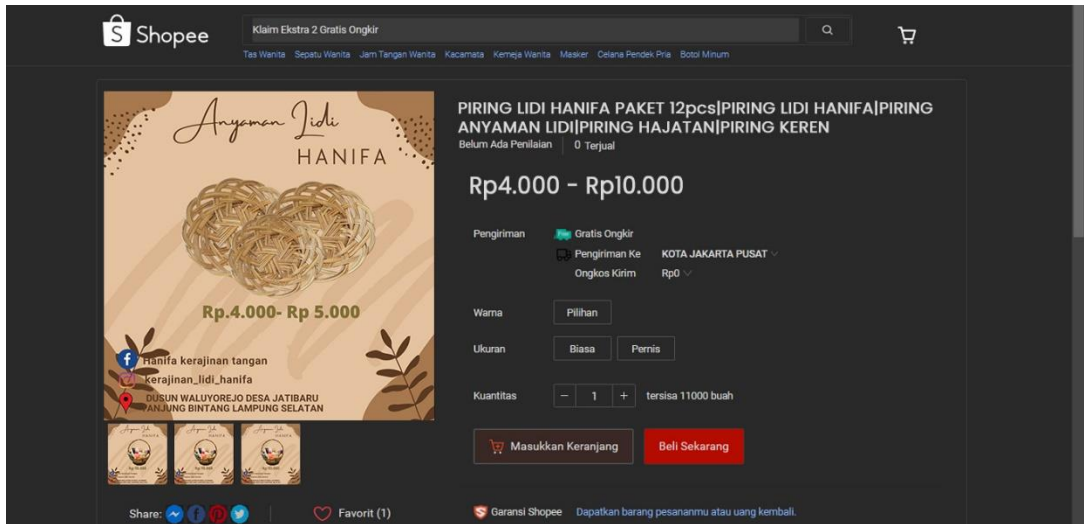 Shopee
Klaim Ekstra 2 Gratis Ongkir
Tas Wanita Sepatu Wanita Jam Tangan Wanita Kacamata Kemeja Wanita Masker Celana Pendek Pria Botol Minum
Anyaman Lidi
HANIFA
Rp.4.000- Rp 5.000
Hanifa kerajinan tangan
kerajinan_lidi_hanifa
DUSUN WALUYOREJO DESA JATIBARU
TANJUNG BINTANG LAMPUNG SELATAN
Share:
Favorit (1)
PIRING LIDI HANIFA PAKET 12pcs|PIRING LIDI HANIFA|PIRING
ANYAMAN LIDI|PIRING HAJATAN|PIRING KEREN
Belum Ada Penilaian 0 Terjual
Rp4.000 - Rp10.000
Pengiriman Gratis Ongkir
Pengiriman Ke KOTA JAKARTA PUSAT
Ongkos Kirim Rp0
Warna Pilihan
Ukuran Biasa Pernis
Kuantitas − 1 + tersisa 11000 buah
Masukkan Keranjang Beli Sekarang
Garansi Shopee Dapatkan barang pesananmu atau uang kembali.